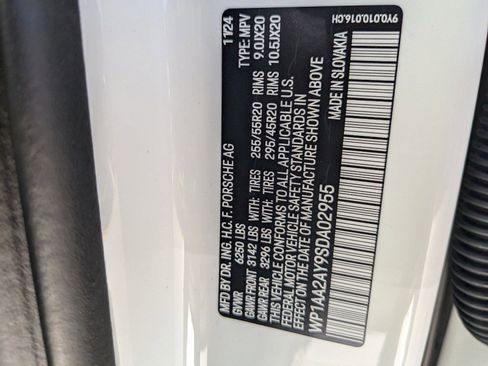 MFD BY DR. ING. H.C. F. PORSCHE AG 11/24
GVWR 6250 LBS TYPE: MPV
GAWR FRONT 3142 LBS WITH TIRES 255/55R20 RIMS 9.0JX20
GAWR REAR 3296 LBS WITH TIRES 295/45R20 RIMS 10.5JX20
THIS VEHICLE CONFORMS TO ALL APPLICABLE U.S.
FEDERAL MOTOR VEHICLE SAFETY STANDARDS IN
EFFECT ON THE DATE OF MANUFACTURE SHOWN ABOVE
WP1AA2AY9SDA02955 MADE IN SLOVAKIA
9Y0.010.016.CH